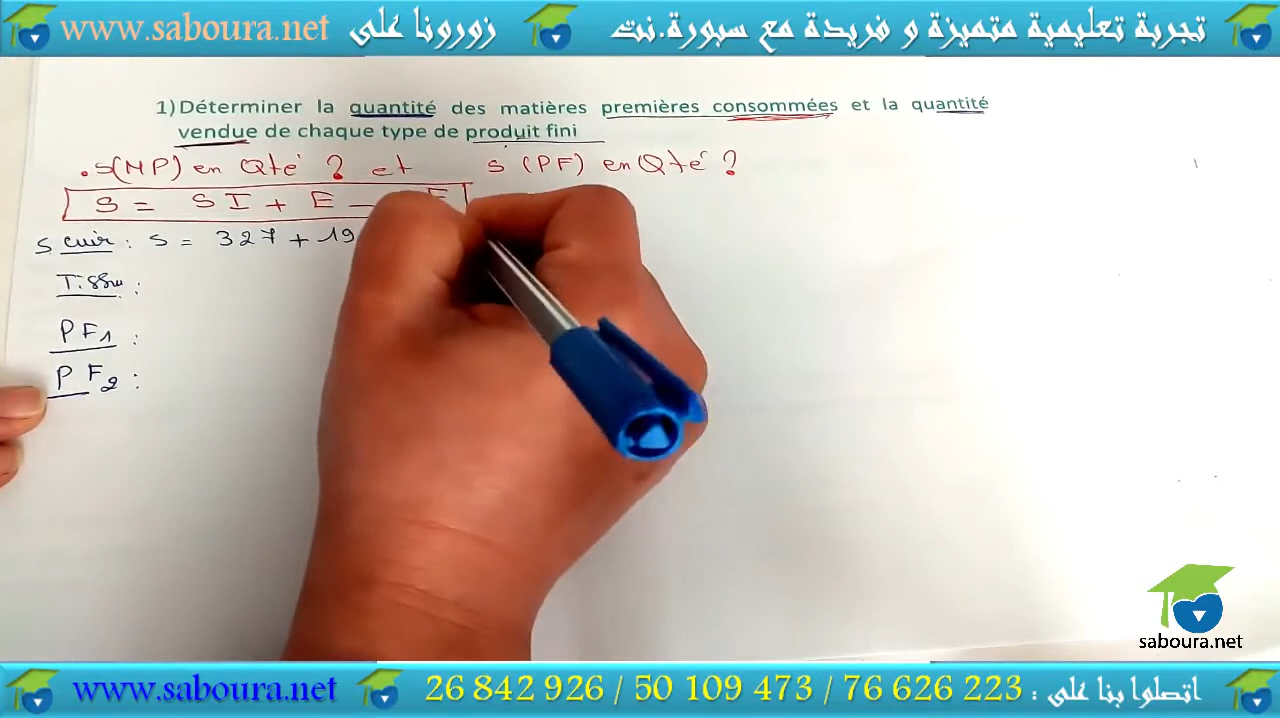 www.saboura.net زورونا على تجربة تعليمية متميزة و فريدة مع سبورة.نت
1) Déterminer la quantité des matières premières consommées et la quantité
vendue de chaque type de produit fini
. S(MP) en Qté ? et S (PF) en Qté ?
S = SI + E -
S cuir : S = 327 + 19
Tissu :
PF1 :
PF2 :
saboura.net
www.saboura.net 26 842 926 / 50 109 473 / 76 626 223 : اتصلوا بنا على